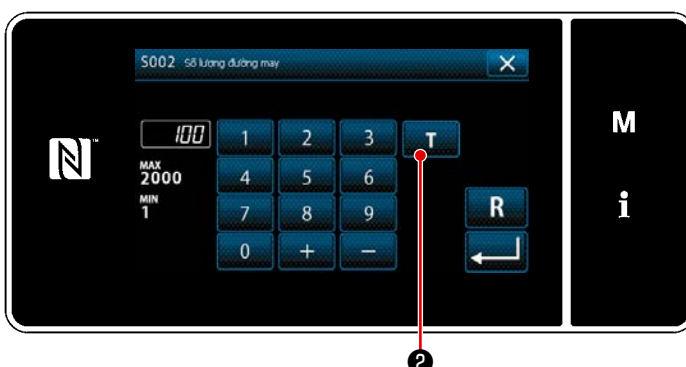 S002 Số lượng đường may
100 1 2 3 T
MAX
2000 4 5 6
MIN
1 7 8 9 R
0 + −
M
i
N
2